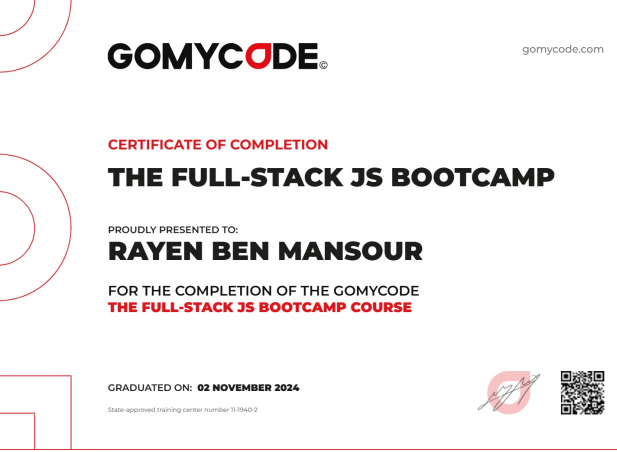 GOMYCODE©
gomycode.com
CERTIFICATE OF COMPLETION
THE FULL-STACK JS BOOTCAMP
PROUDLY PRESENTED TO:
RAYEN BEN MANSOUR
FOR THE COMPLETION OF THE GOMYCODE
THE FULL-STACK JS BOOTCAMP COURSE
GRADUATED ON: 02 NOVEMBER 2024
State-approved training center number 11-1940-2